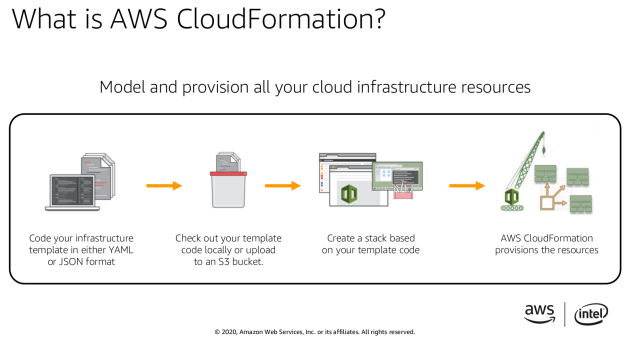 What is AWS CloudFormation?
Model and provision all your cloud infrastructure resources
Code your infrastructure
template in either YAML
or JSON format
Check out your template
code locally or upload
to an S3 bucket.
Create a stack based
on your template code
AWS CloudFormation
provisions the resources
aws
intel
© 2020, Amazon Web Services, Inc. or its affiliates. All rights reserved.